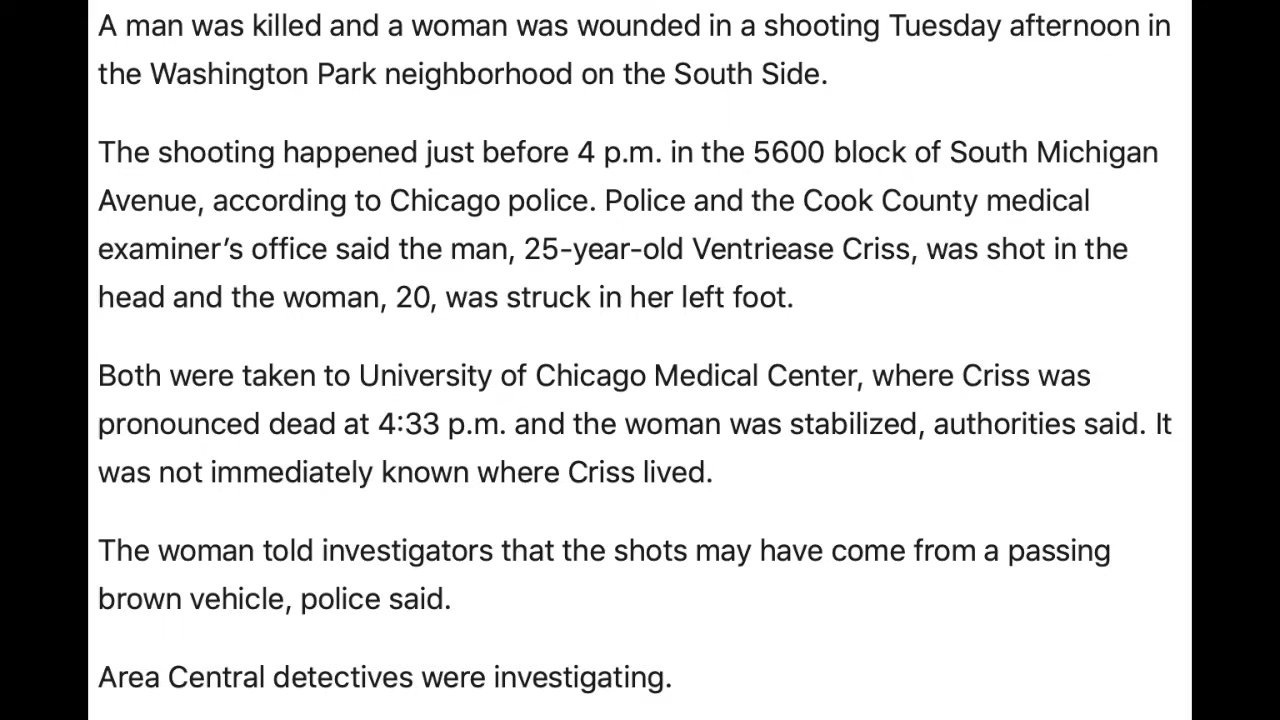 A man was killed and a woman was wounded in a shooting Tuesday afternoon in
the Washington Park neighborhood on the South Side.
The shooting happened just before 4 p.m. in the 5600 block of South Michigan
Avenue, according to Chicago police. Police and the Cook County medical
examiner’s office said the man, 25-year-old Ventriease Criss, was shot in the
head and the woman, 20, was struck in her left foot.
Both were taken to University of Chicago Medical Center, where Criss was
pronounced dead at 4:33 p.m. and the woman was stabilized, authorities said. It
was not immediately known where Criss lived.
The woman told investigators that the shots may have come from a passing
brown vehicle, police said.
Area Central detectives were investigating.